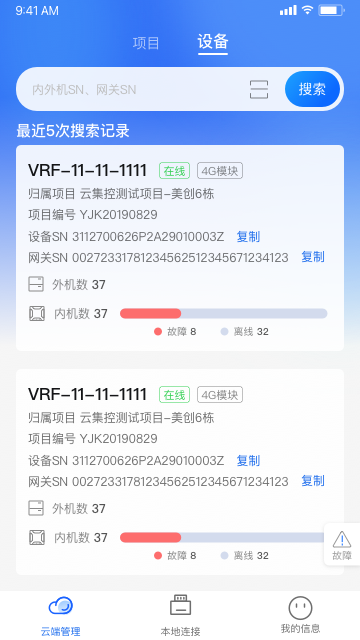 9:41 AM
项目 设备
内外机SN、网关SN 搜索
最近5次搜索记录
VRF-11-11-1111 在线 4G模块
归属项目 云集控测试项目-美创6栋
项目编号 YJK20190829
设备SN 3112700626P2A29010003Z 复制
网关SN 0027233178123456251234567​1234123 复制
外机数 37
内机数 37
故障 8 离线 32
VRF-11-11-1111 在线 4G模块
归属项目 云集控测试项目-美创6栋
项目编号 YJK20190829
设备SN 3112700626P2A29010003Z 复制
网关SN 00272331781234562512345671234123 复制
外机数 37
内机数 37
故障 8 离线 32
故障
云端管理 本地连接 我的信息